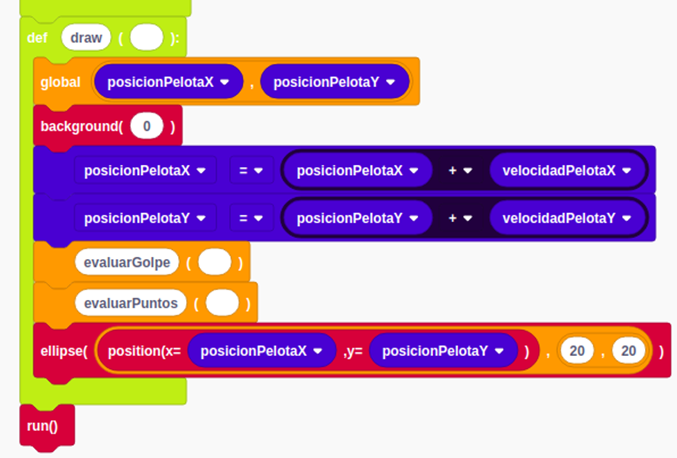 def draw ( ):
global posicionPelotaX , posicionPelotaY
background( 0 )
posicionPelotaX = posicionPelotaX + velocidadPelotaX
posicionPelotaY = posicionPelotaY + velocidadPelotaY
evaluarGolpe ( )
evaluarPuntos ( )
ellipse( position(x= posicionPelotaX ,y= posicionPelotaY ) , 20 , 20 )
run()